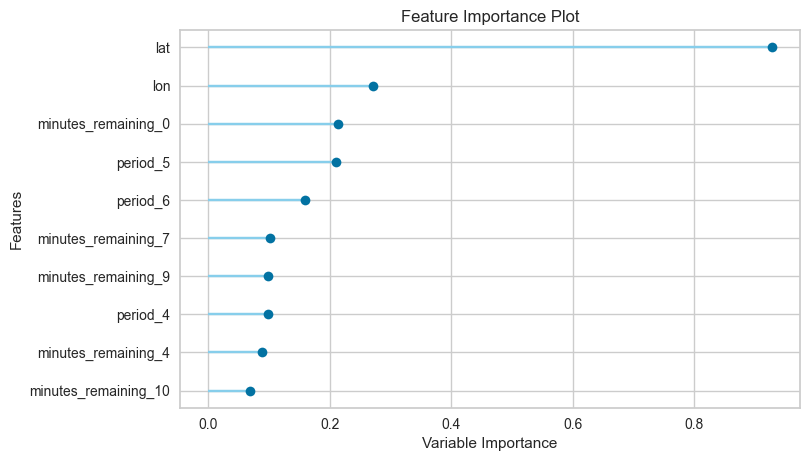 Feature Importance Plot
Features
lat
lon
minutes_remaining_0
period_5
period_6
minutes_remaining_7
minutes_remaining_9
period_4
minutes_remaining_4
minutes_remaining_10
0.0 0.2 0.4 0.6 0.8
Variable Importance